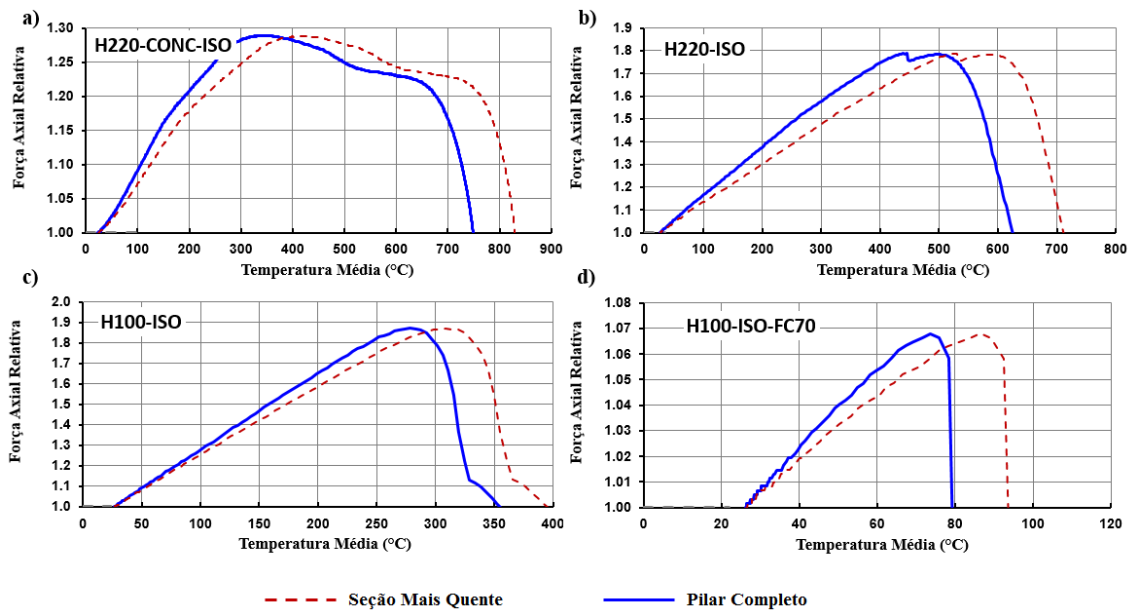 a)
H220-CONC-ISO
Força Axial Relativa
1.30
1.25
1.20
1.15
1.10
1.05
1.00
0 100 200 300 400 500 600 700 800 900
Temperatura Média (°C)
b)
H220-ISO
Força Axial Relativa
1.9
1.8
1.7
1.6
1.5
1.4
1.3
1.2
1.1
1.0
0 100 200 300 400 500 600 700 800
Temperatura Média (°C)
c)
H100-ISO
Força Axial Relativa
2.0
1.9
1.8
1.7
1.6
1.5
1.4
1.3
1.2
1.1
1.0
0 50 100 150 200 250 300 350 400
Temperatura Média (°C)
d)
H100-ISO-FC70
Força Axial Relativa
1.08
1.07
1.06
1.05
1.04
1.03
1.02
1.01
1.00
0 20 40 60 80 100 120
Temperatura Média (°C)
Seção Mais Quente Pilar Completo